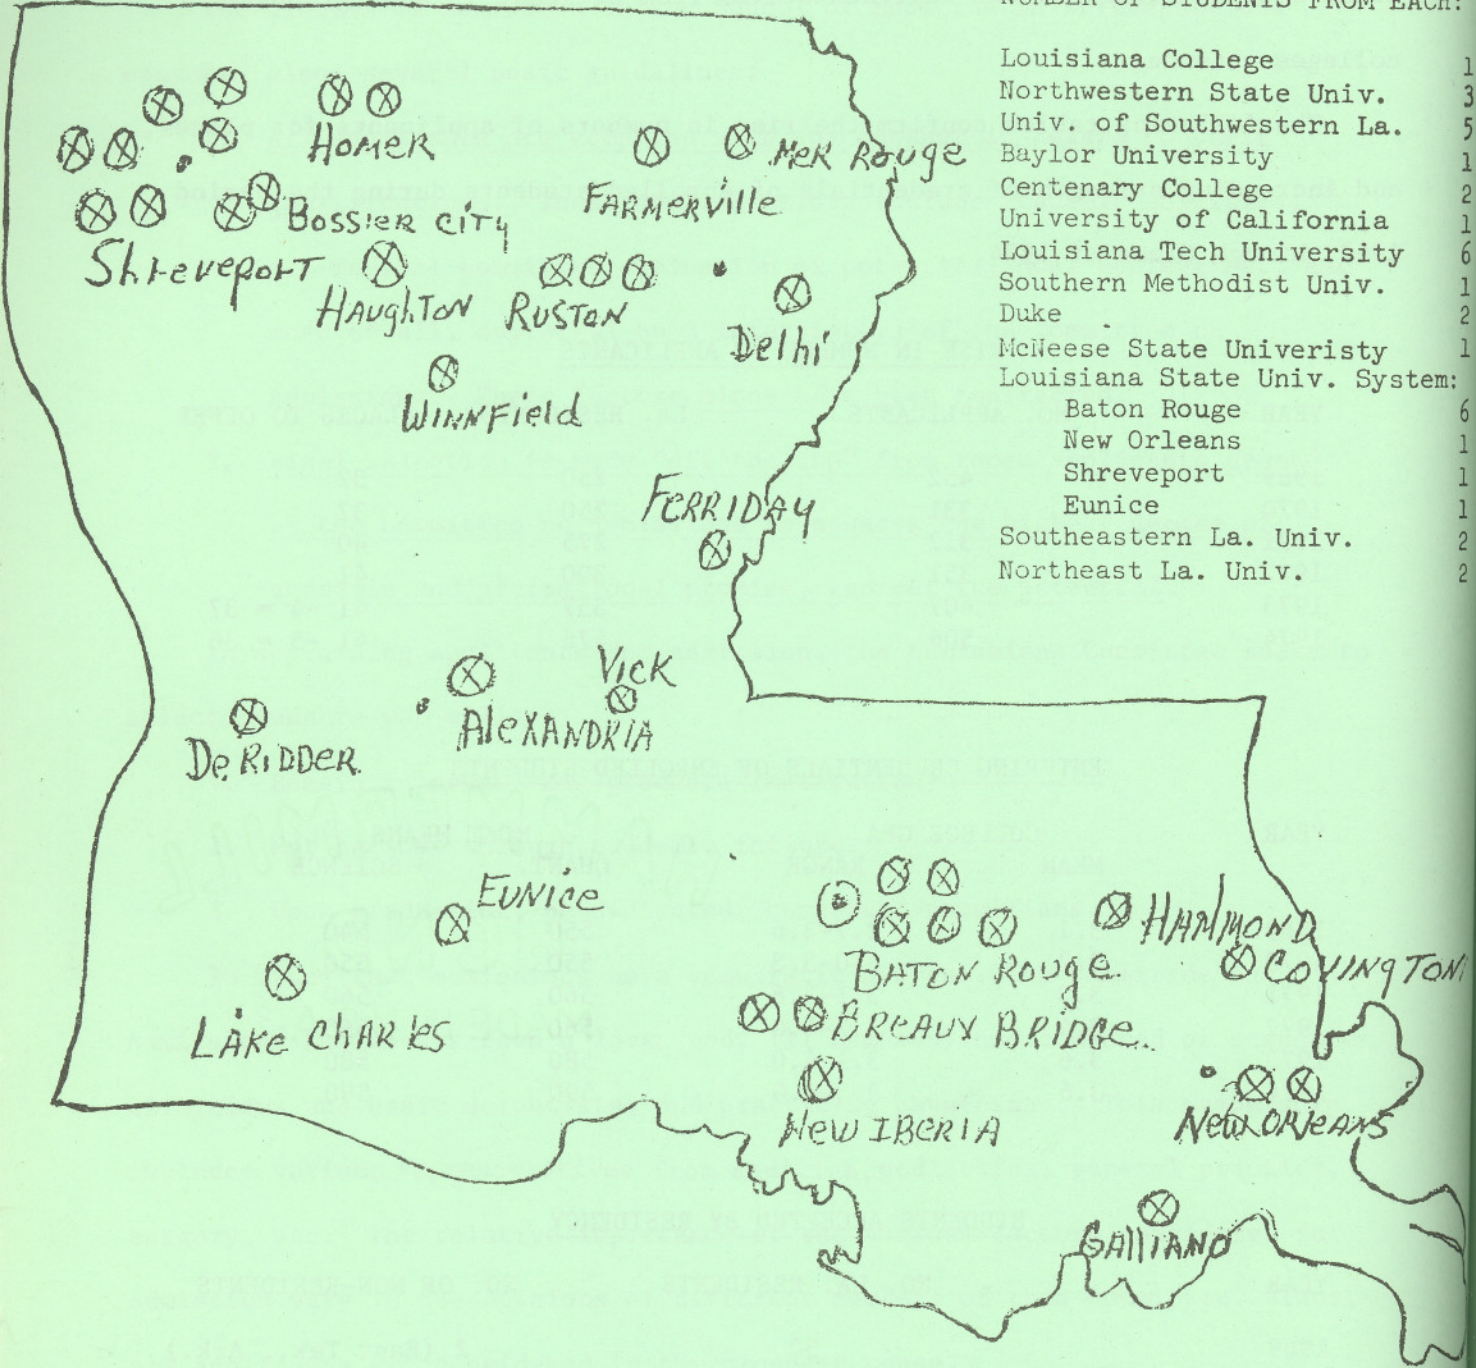 NUMBER OF STUDENTS FROM EACH:
Louisiana College 1
Northwestern State Univ. 3
Univ. of Southwestern La. 5
Baylor University 1
Centenary College 2
University of California 1
Louisiana Tech University 6
Southern Methodist Univ. 1
Duke 2
McNeese State Univeristy 1
Louisiana State Univ. System:
Baton Rouge 6
New Orleans 1
Shreveport 1
Eunice 1
Southeastern La. Univ. 2
Northeast La. Univ. 2
HOMER
MER ROUGE
FARMERVILLE
BOSSIER CITY
Shreveport
HAUGHTON
RUSTON
Delhi
WINNFIELD
FERRIDAY
VICK
ALEXANDRIA
DeRIDDER
EUNICE
HAMMOND
BATON ROUGE
COVINGTON
LAKE CHARLES
BREAUX BRIDGE
NEW IBERIA
NEW ORLEANS
GALLIANO